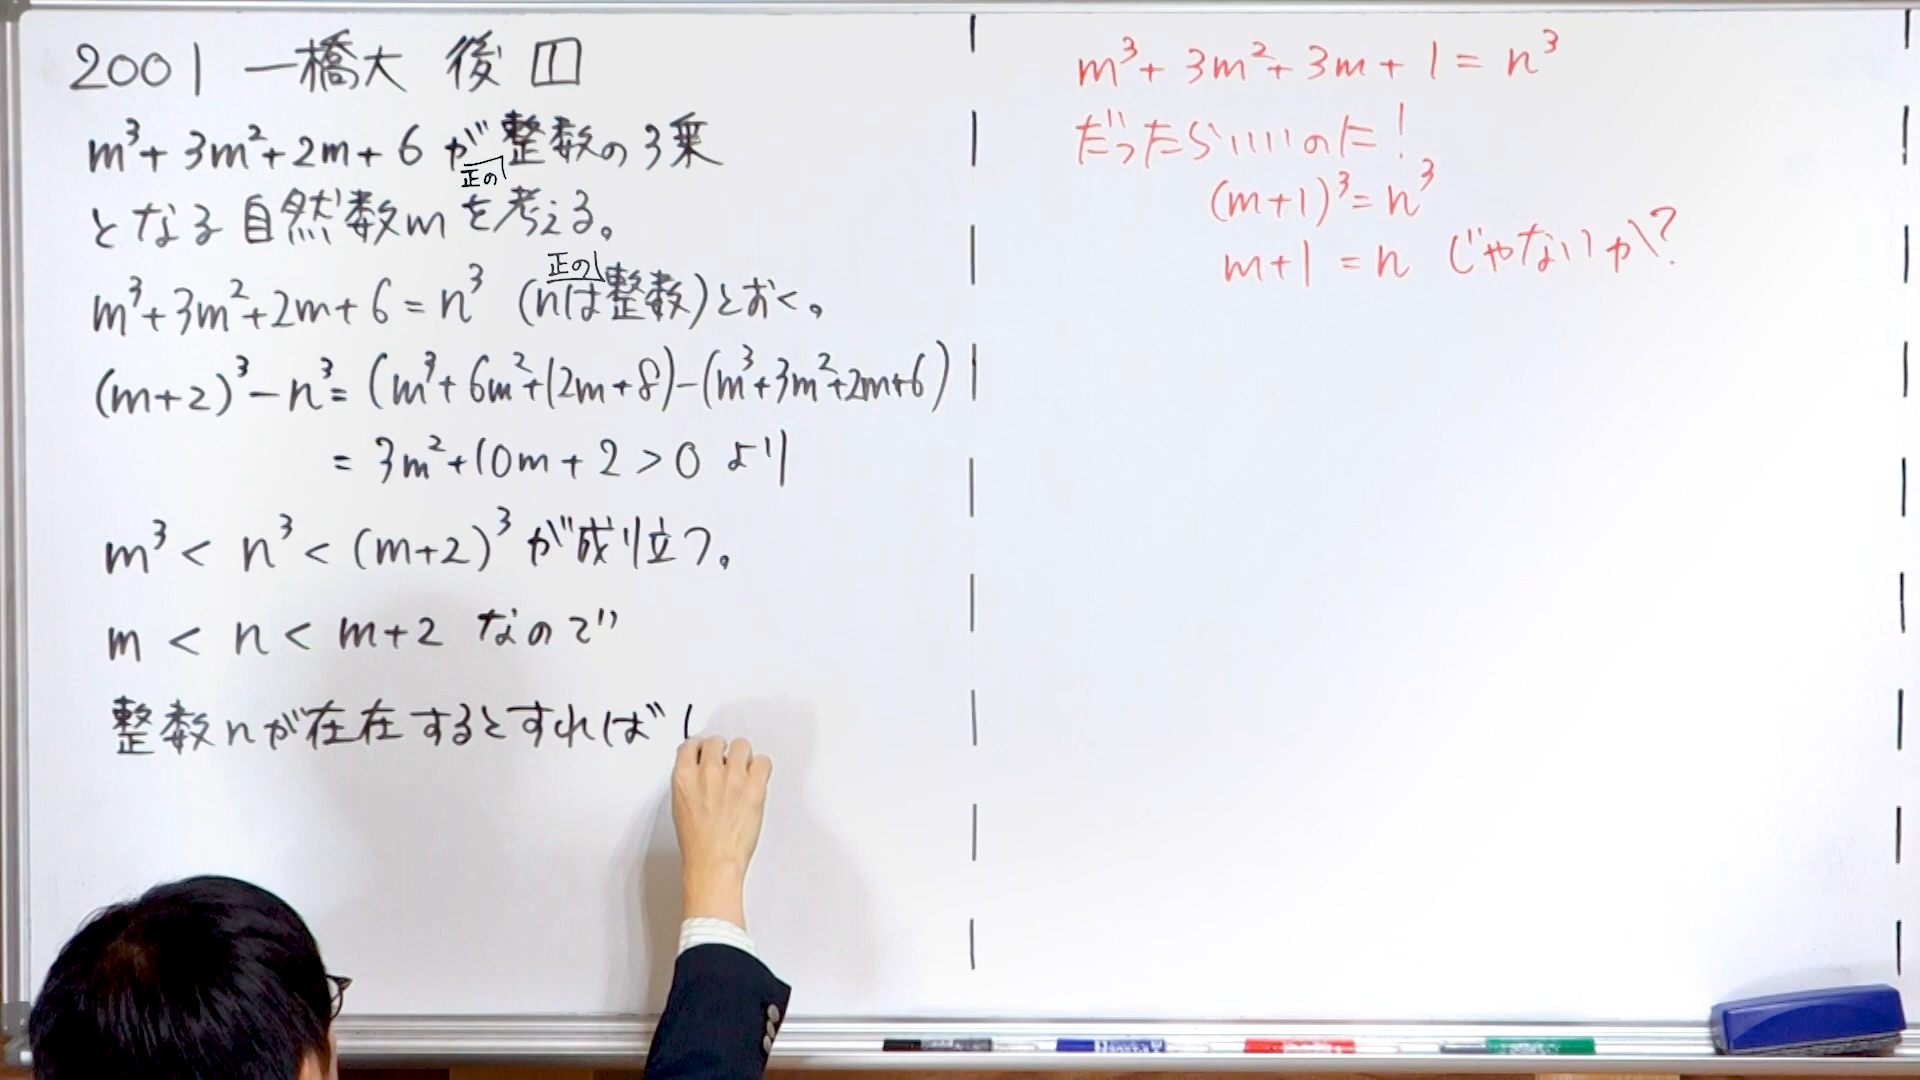 2001 一橋大 後 1
m³+3m²+2m+6 が整数の3乗
正の
となる自然数mを考える。
正の
m³+3m²+2m+6=n³ (nは整数)とおく。
(m+2)³-n³=(m³+6m²+12m+8)-(m³+3m²+2m+6)
=3m²+10m+2>0 より
m³<n³<(m+2)³が成り立つ。
m<n<m+2 なので
整数nが在在するとすれば
m³+3m²+3m+1=n³
だったらいいのに!
(m+1)³=n³
m+1=n じゃないか?